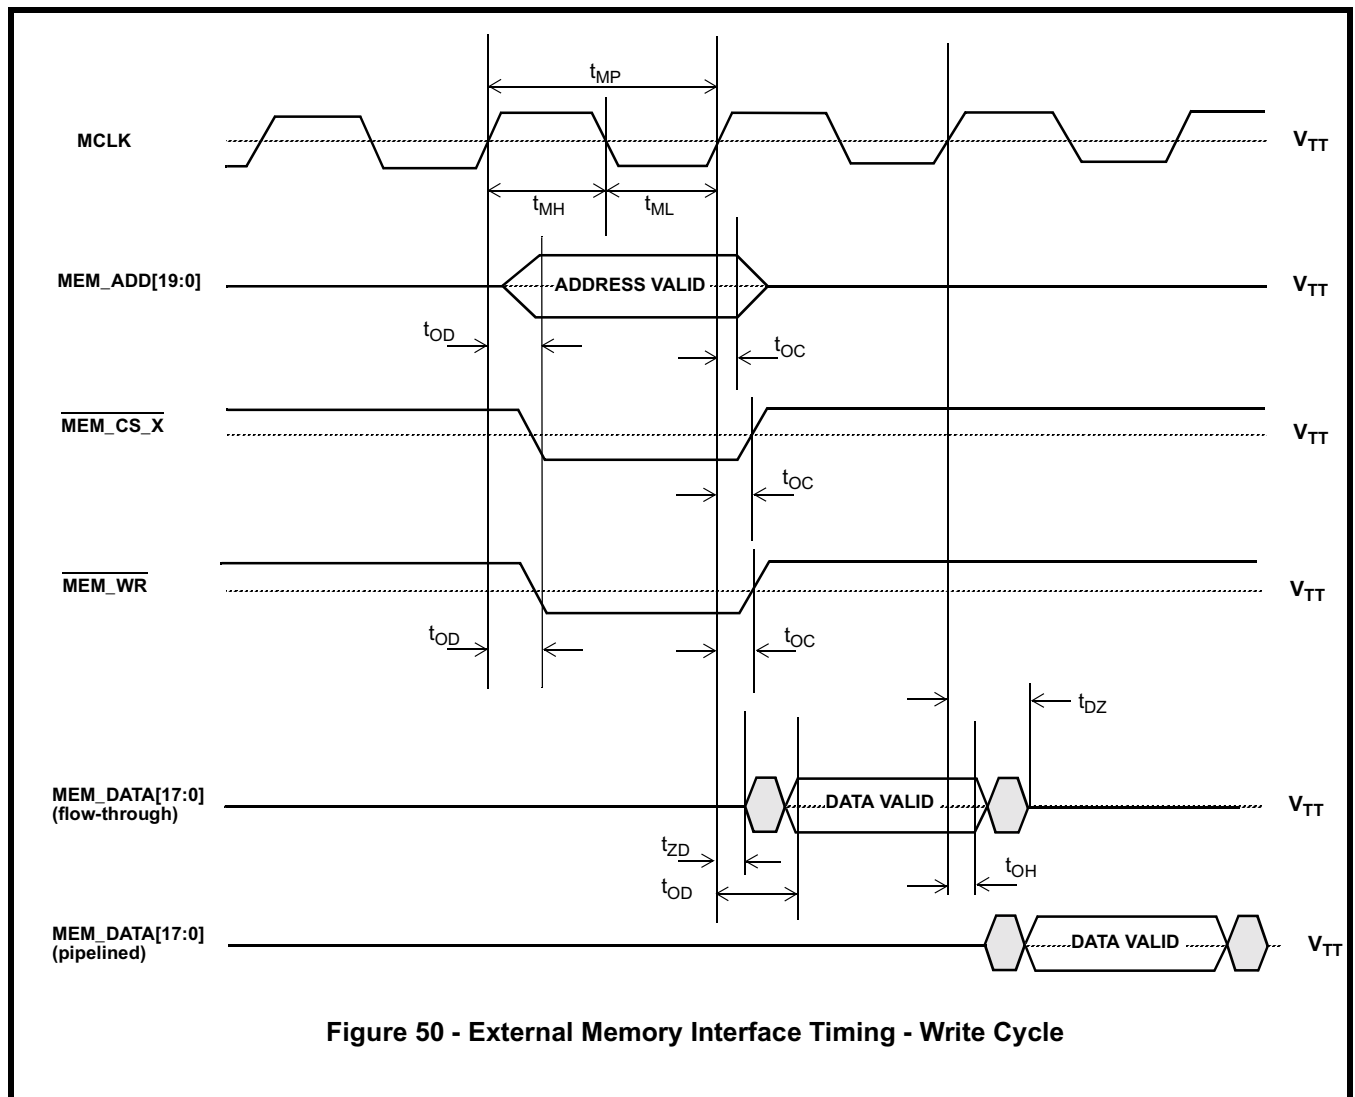 tMP
MCLK
VTT
tMH
tML
MEM_ADD[19:0]
ADDRESS VALID
VTT
tOD
tOC
MEM_CS_X
VTT
tOC
MEM_WR
VTT
tOD
tOC
tDZ
MEM_DATA[17:0]
(flow-through)
DATA VALID
VTT
tZD
tOH
tOD
MEM_DATA[17:0]
(pipelined)
DATA VALID
VTT
Figure 50 - External Memory Interface Timing - Write Cycle